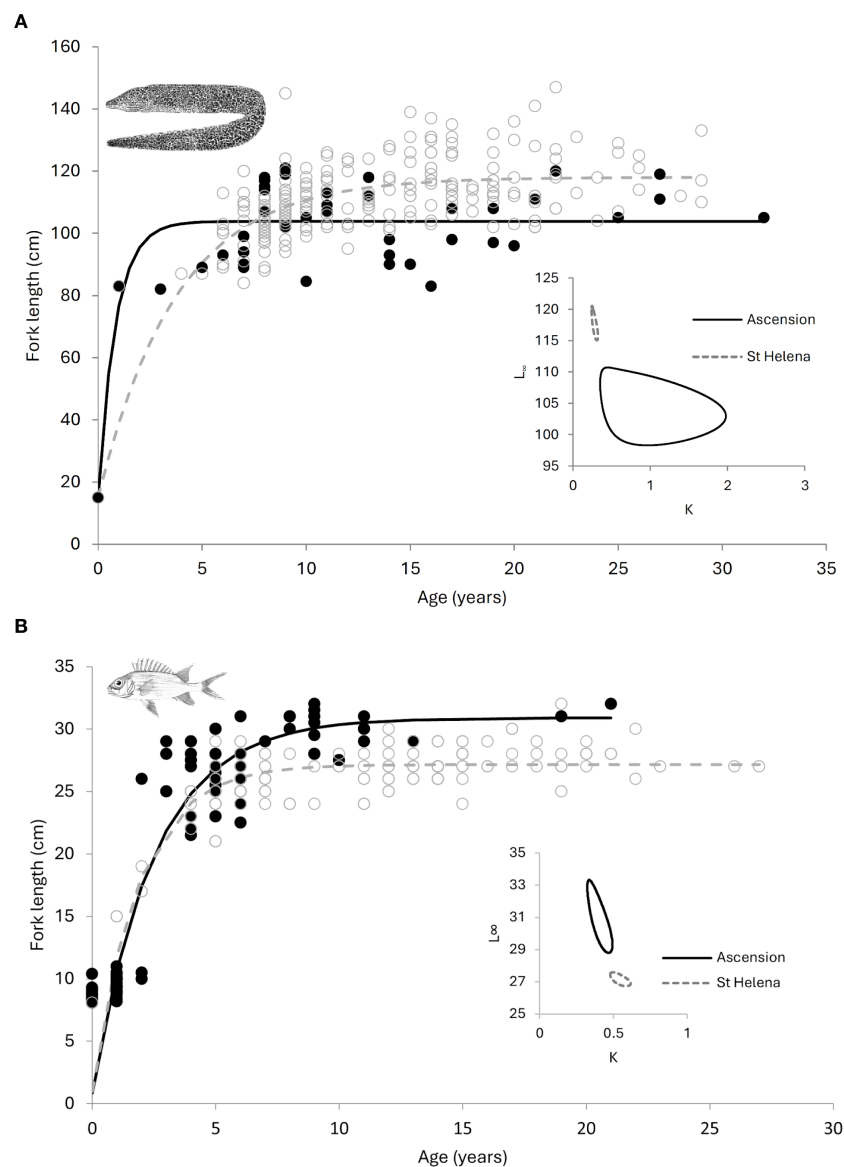 A
160
140
120
100
80
60
40
20
0
Fork length (cm)
0 5 10 15 20 25 30 35
Age (years)
125
120
115
110
105
100
95
L∞
0 1 2 3
K
Ascension
St Helena
B
35
30
25
20
15
10
5
0
Fork length (cm)
0 5 10 15 20 25 30
Age (years)
35
33
31
29
27
25
L∞
0 0.5 1
K
Ascension
St Helena